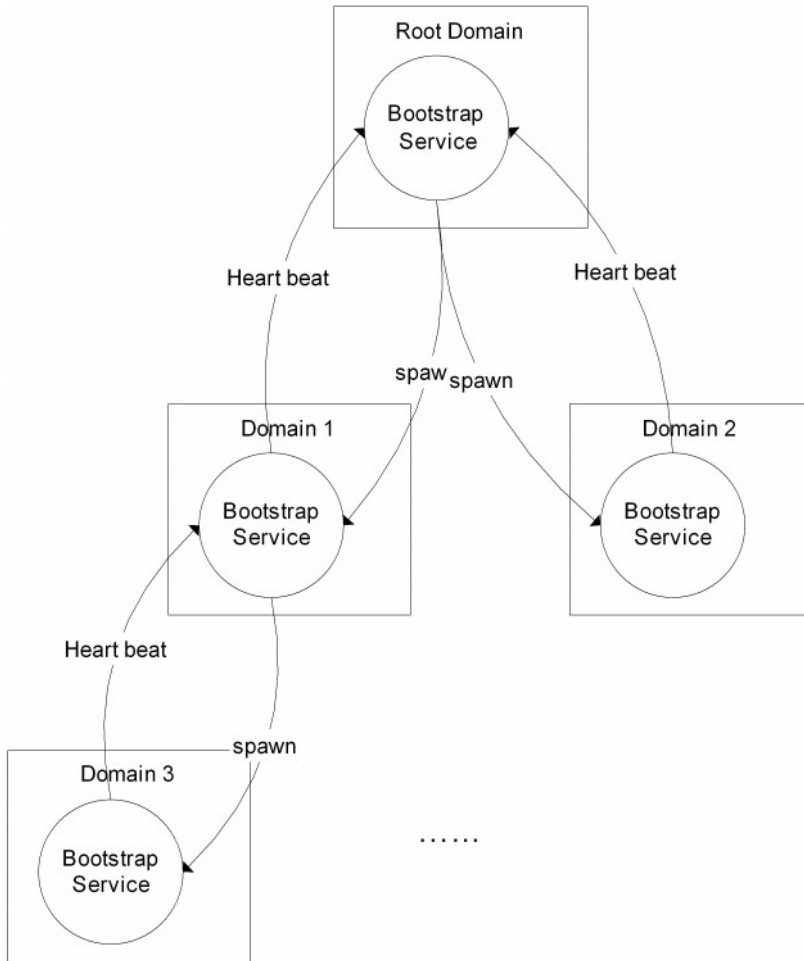 Root Domain
Bootstrap
Service
Heart beat
Heart beat
spaw
spawn
Domain 1
Domain 2
Bootstrap
Service
Bootstrap
Service
Heart beat
spawn
Domain 3
Bootstrap
Service
......